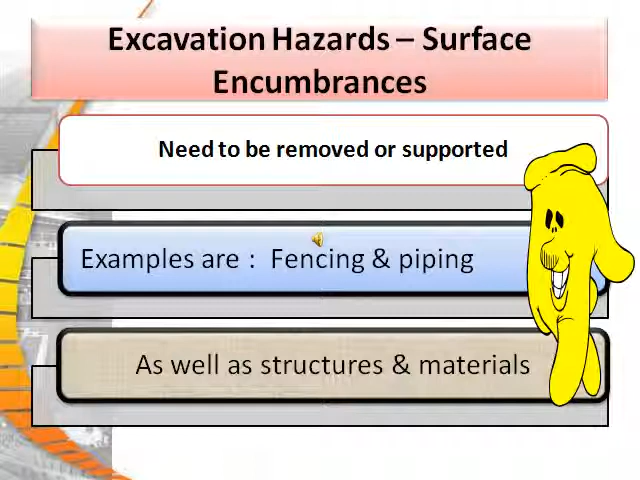 Excavation Hazards – Surface
Encumbrances
Need to be removed or supported
Examples are :  Fencing & piping
As well as structures & materials